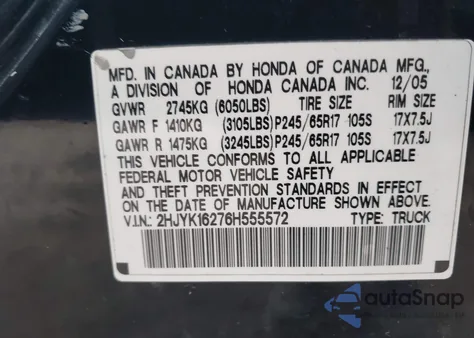 MFD. IN CANADA BY HONDA OF CANADA MFG.,
A DIVISION OF HONDA CANADA INC. 12/05
GVWR 2745KG (6050LBS) TIRE SIZE RIM SIZE
GAWR F 1410KG (3105LBS) P245/65R17 105S 17X7.5J
GAWR R 1475KG (3245LBS) P245/65R17 105S 17X7.5J
THIS VEHICLE CONFORMS TO ALL APPLICABLE
FEDERAL MOTOR VEHICLE SAFETY
AND THEFT PREVENTION STANDARDS IN EFFECT
ON THE DATE OF MANUFACTURE SHOWN ABOVE.
V.I.N.: 2HJYK16276H555572 TYPE: TRUCK
autoSnap